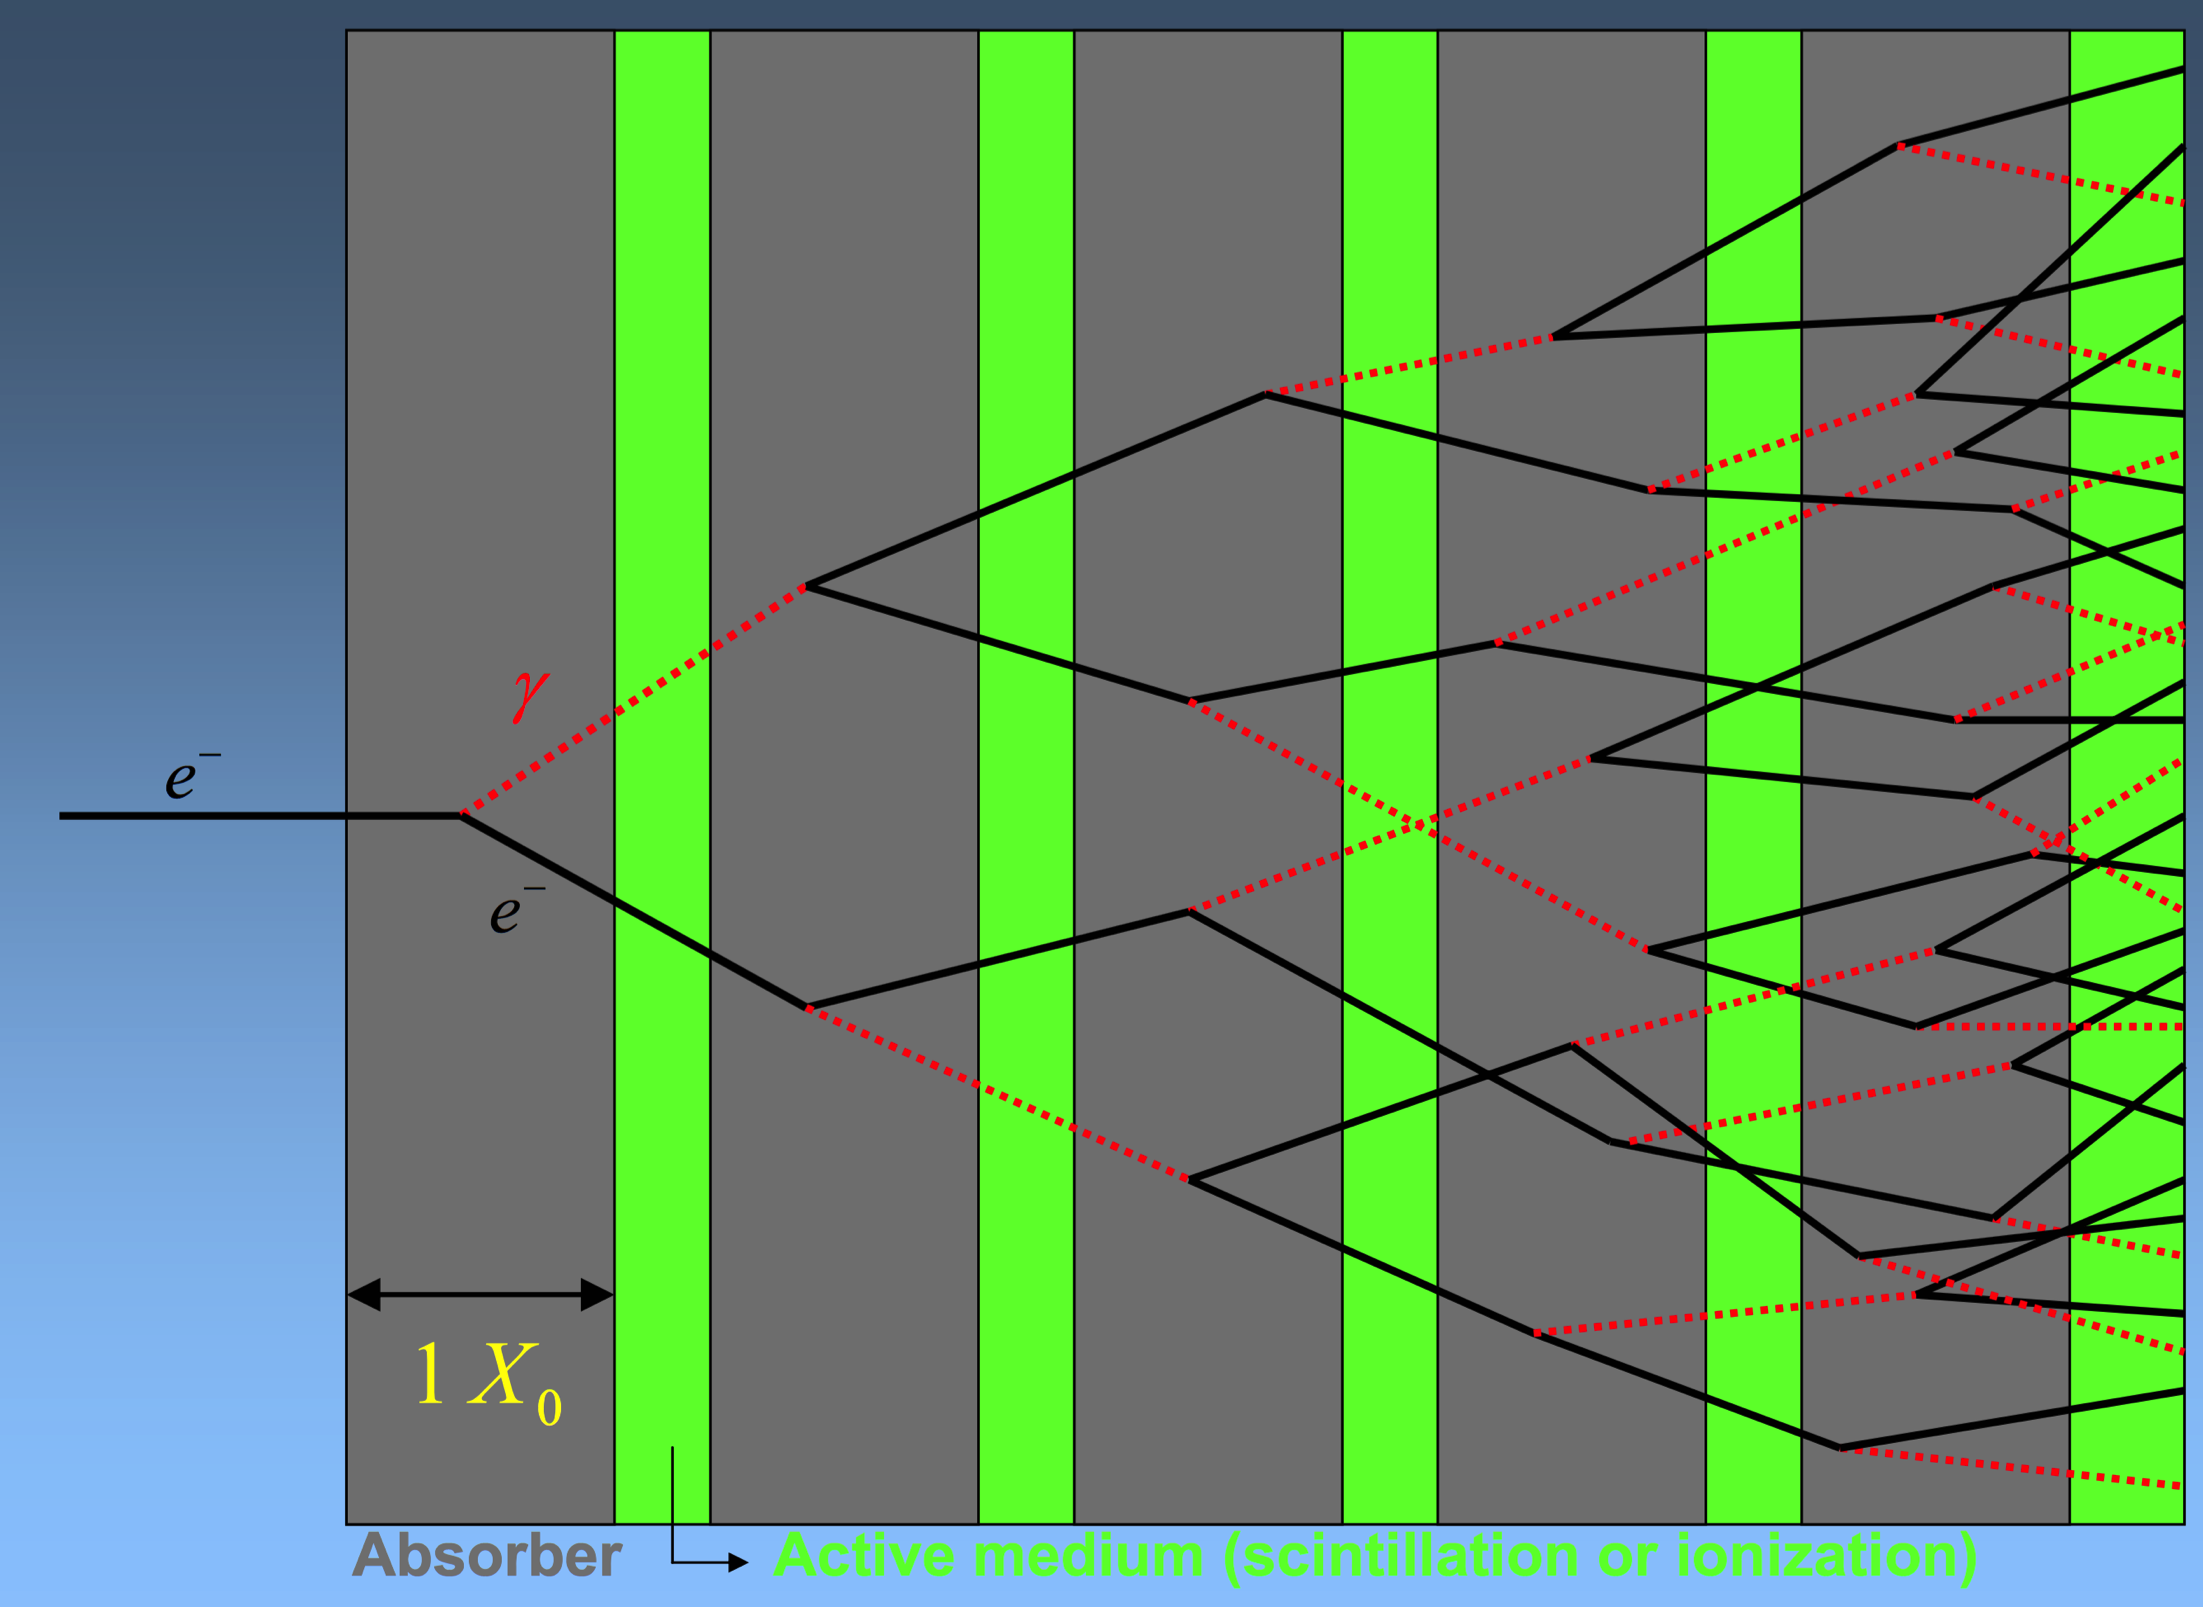 γ
e⁻
e⁻
1 X₀
Absorber
Active medium (scintillation or ionization)